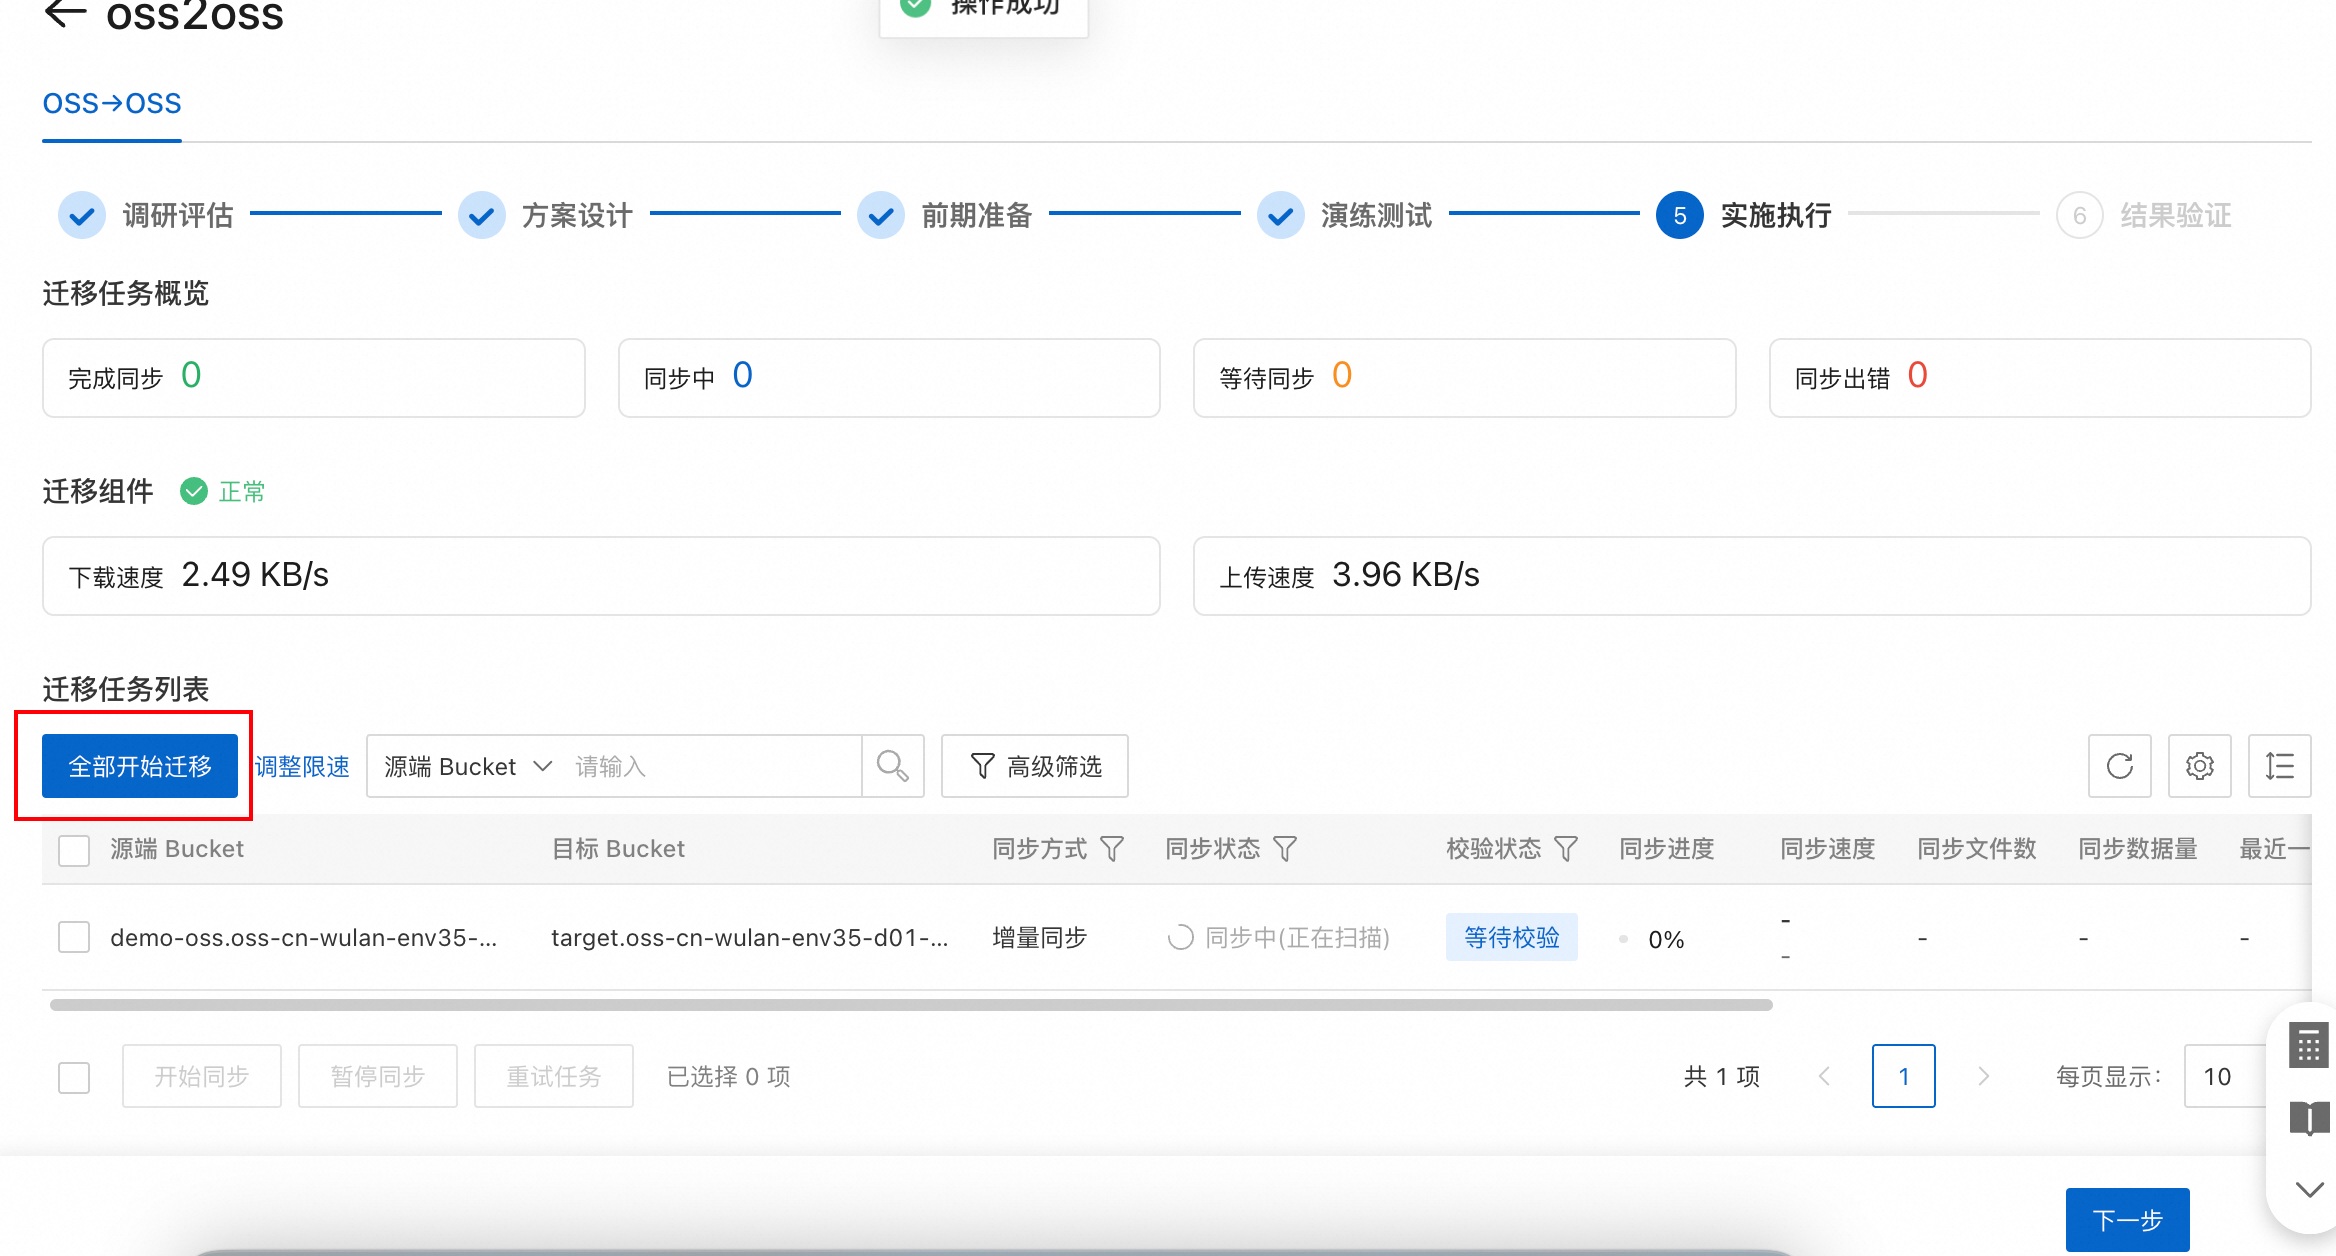 oss2oss
操作成功
OSS→OSS
调研评估
方案设计
前期准备
演练测试
5 实施执行
6 结果验证
迁移任务概览
完成同步 0
同步中 0
等待同步 0
同步出错 0
迁移组件 正常
下载速度 2.49 KB/s
上传速度 3.96 KB/s
迁移任务列表
全部开始迁移 调整限速 源端 Bucket 请输入 高级筛选
源端 Bucket 目标 Bucket 同步方式 同步状态 校验状态 同步进度 同步速度 同步文件数 同步数据量 最近一
demo-oss.oss-cn-wulan-env35-... target.oss-cn-wulan-env35-d01-... 增量同步 同步中(正在扫描) 等待校验 0% - - - - -
开始同步 暂停同步 重试任务 已选择 0 项 共 1 项 1 每页显示: 10
下一步